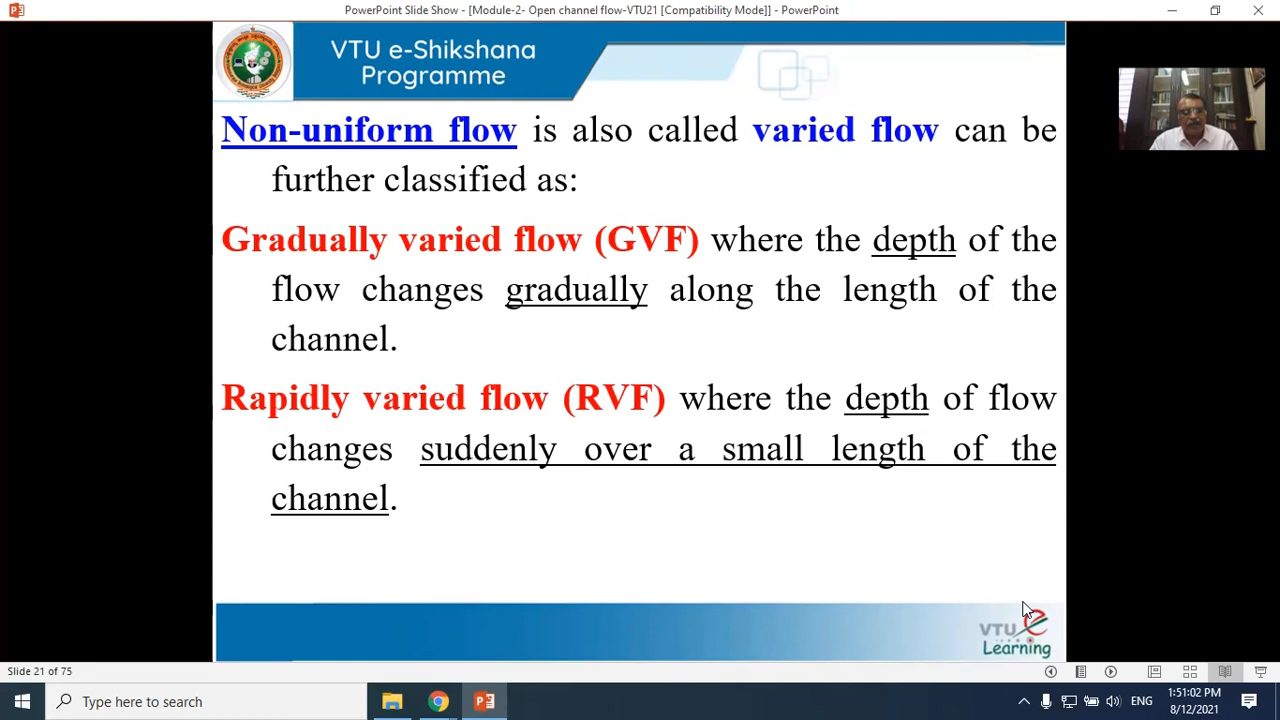 PowerPoint Slide Show - [Module-2- Open channel flow-VTU21 [Compatibility Mode]] - PowerPoint
VTU e-Shikshana
Programme
Non-uniform flow is also called varied flow can be
further classified as:
Gradually varied flow (GVF) where the depth of the
flow changes gradually along the length of the
channel.
Rapidly varied flow (RVF) where the depth of flow
changes suddenly over a small length of the
channel.
VTU e
Learning
Slide 21 of 75
Type here to search
ENG
1:51:02 PM
8/12/2021